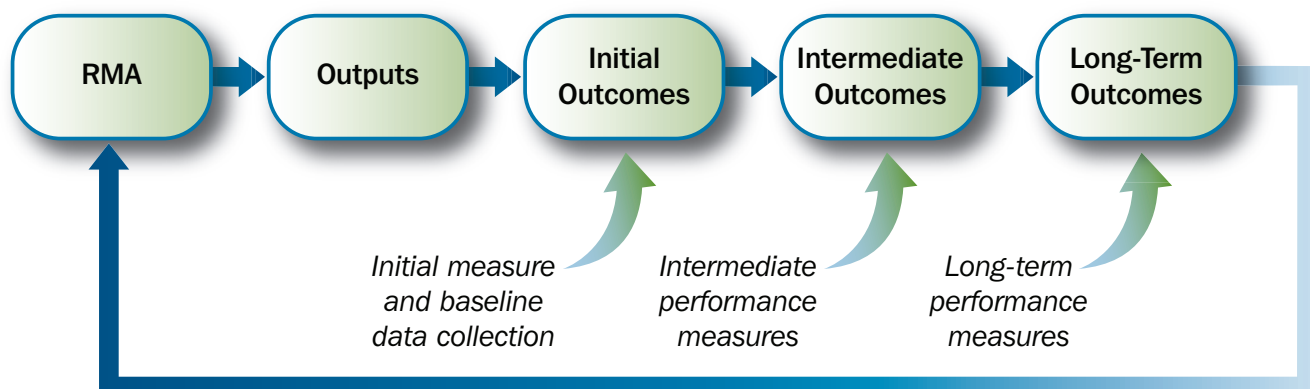 RMA
Outputs
Initial
Outcomes
Intermediate
Outcomes
Long-Term
Outcomes
Initial measure
and baseline
data collection
Intermediate
performance
measures
Long-term
performance
measures